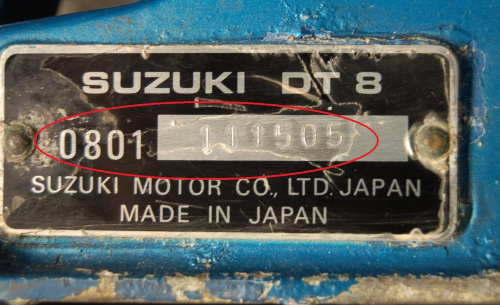 SUZUKI DT 8
0801 111505
SUZUKI MOTOR CO., LTD. JAPAN
MADE IN JAPAN